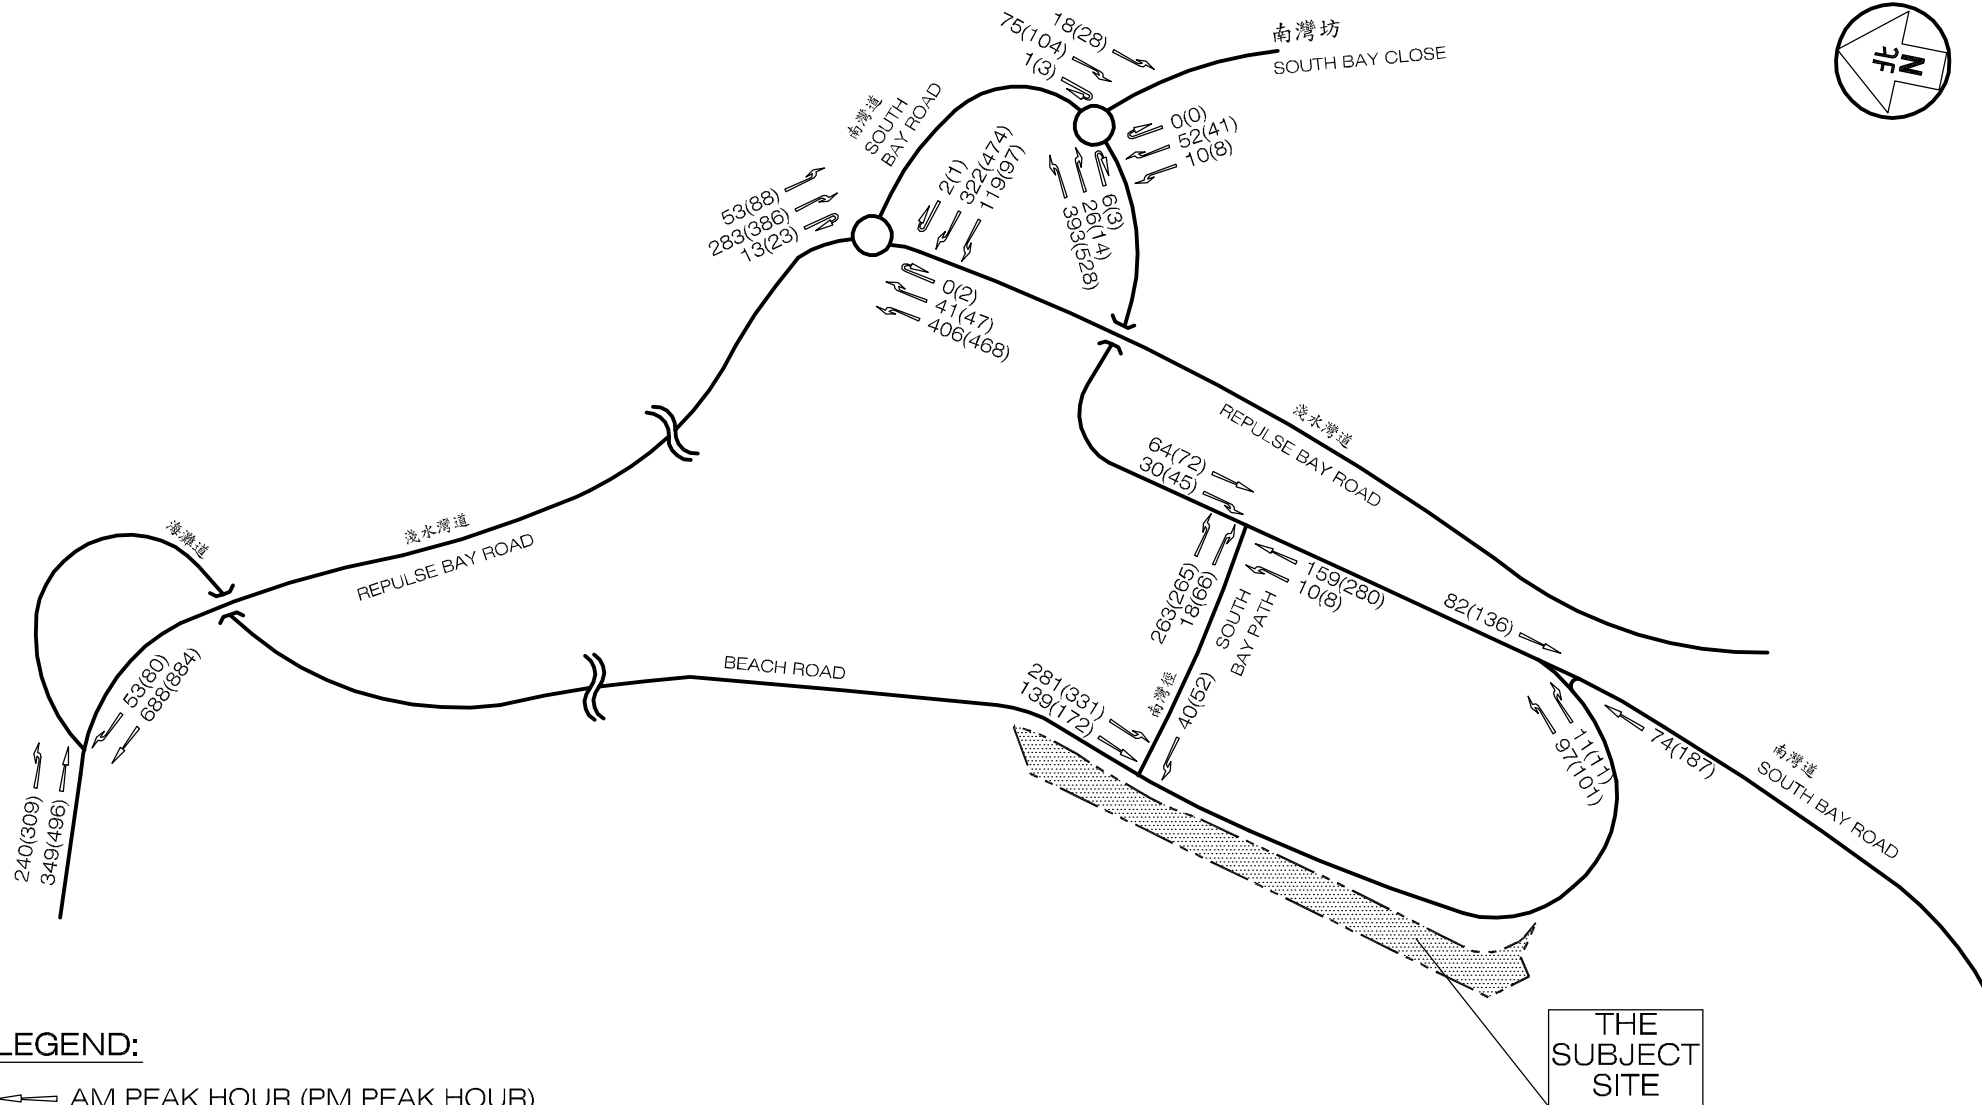 18(28)
75(104)
1(3)
南灣坊
SOUTH BAY CLOSE
北
N
南灣道
SOUTH
BAY ROAD
0(0)
52(41)
10(8)
2(1)
322(474)
119(97)
6(3)
26(14)
393(528)
53(88)
283(386)
13(23)
0(2)
41(47)
406(468)
淺水灣道
REPULSE BAY ROAD
64(72)
30(45)
海灘道
淺水灣道
REPULSE BAY ROAD
263(265)
18(66)
SOUTH
BAY PATH
南灣徑
159(280)
10(8)
82(136)
53(80)
688(884)
BEACH ROAD
281(331)
139(172)
40(52)
11(11)
97(101)
74(187)
南灣道
SOUTH BAY ROAD
240(309)
349(496)
THE
SUBJECT
SITE
LEGEND:
AM PEAK HOUR (PM PEAK HOUR)